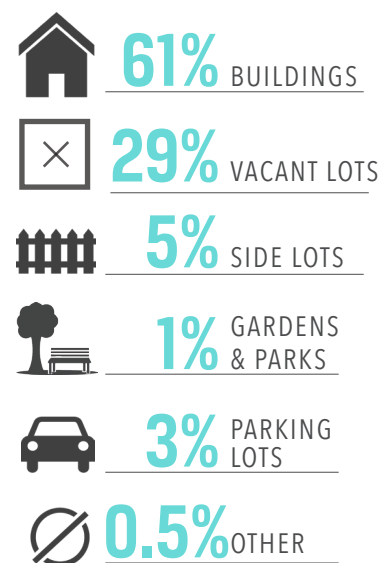 61% BUILDINGS
29% VACANT LOTS
5% SIDE LOTS
1% GARDENS
& PARKS
3% PARKING
LOTS
0.5% OTHER